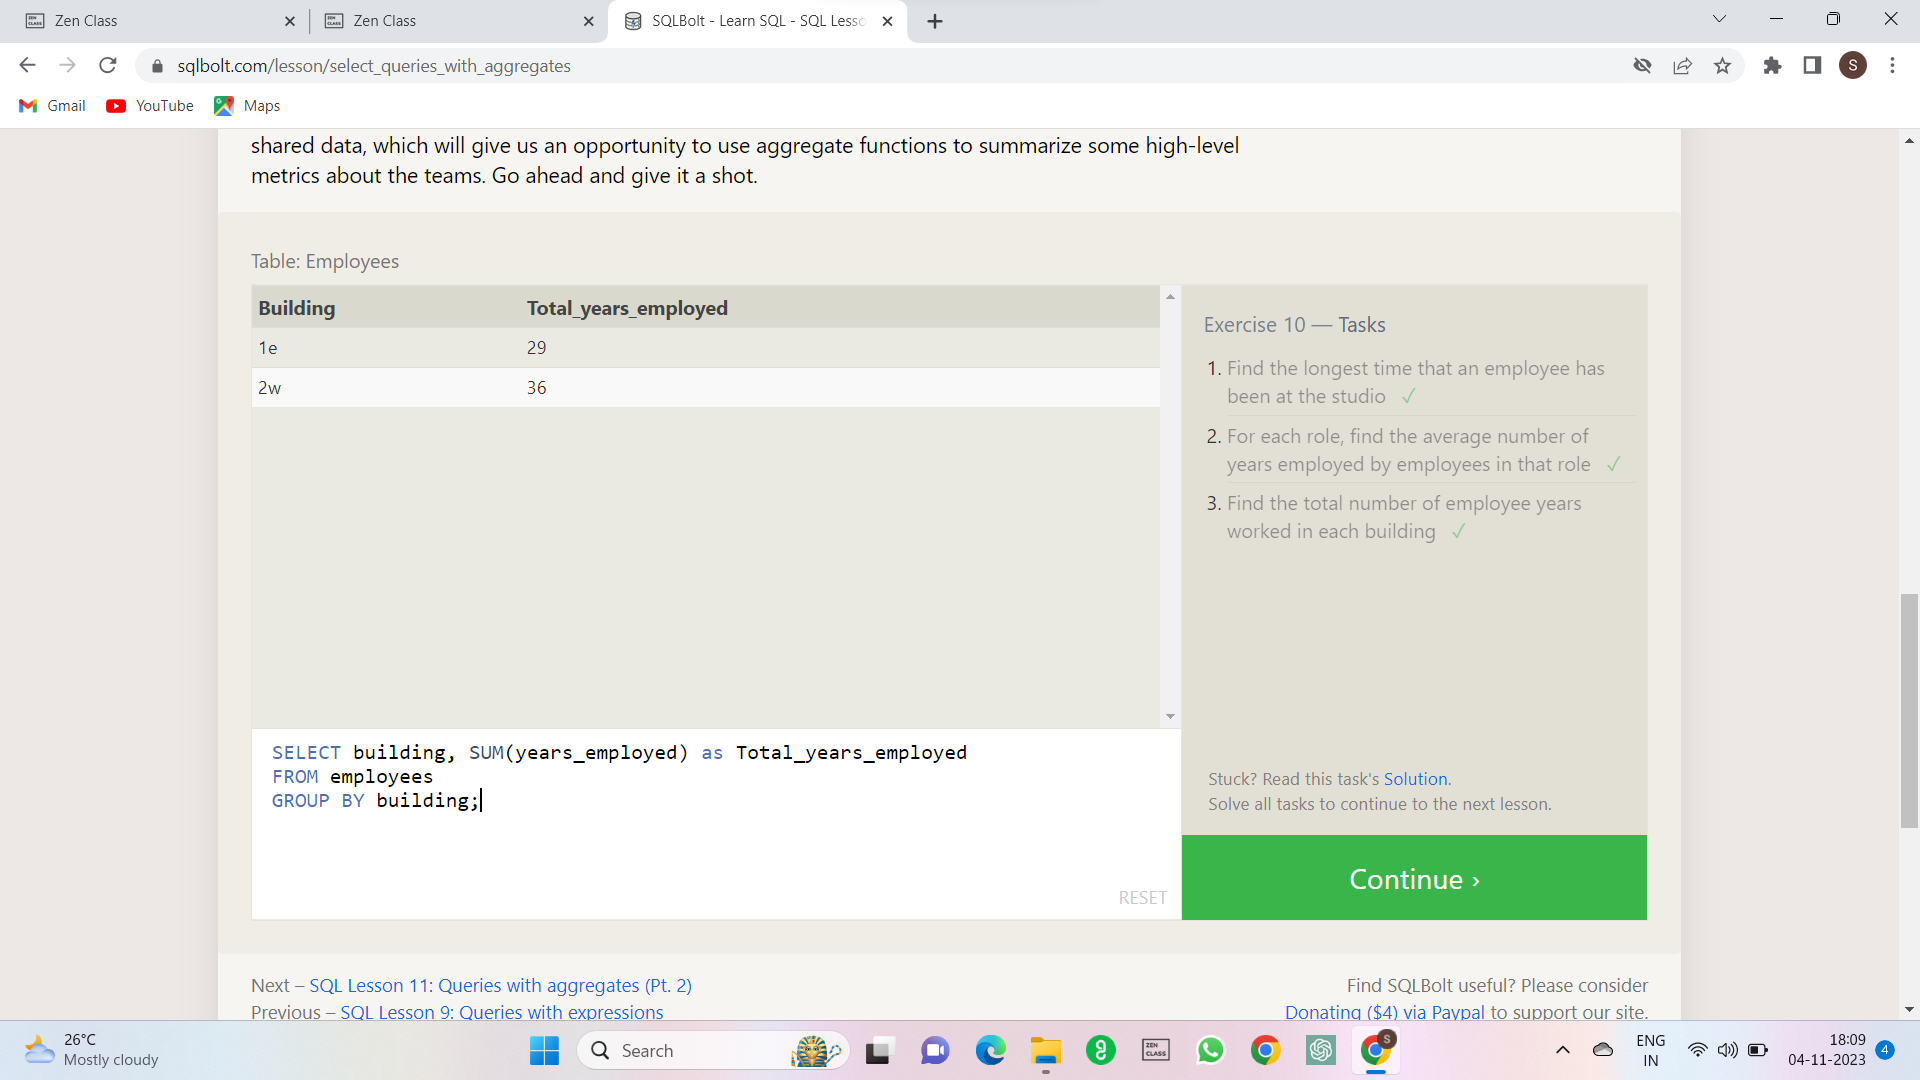 Zen Class
Zen Class
SQLBolt - Learn SQL - SQL Lesso
sqlbolt.com/lesson/select_queries_with_aggregates
S
Gmail
YouTube
Maps
shared data, which will give us an opportunity to use aggregate functions to summarize some high-level
metrics about the teams. Go ahead and give it a shot.
Table: Employees
Building Total_years_employed
1e 29
2w 36
Exercise 10 — Tasks
1. Find the longest time that an employee has
been at the studio ✓
2. For each role, find the average number of
years employed by employees in that role ✓
3. Find the total number of employee years
worked in each building ✓
SELECT building, SUM(years_employed) as Total_years_employed
FROM employees
GROUP BY building;
RESET
Stuck? Read this task's Solution.
Solve all tasks to continue to the next lesson.
Continue ›
Next – SQL Lesson 11: Queries with aggregates (Pt. 2)
Previous – SQL Lesson 9: Queries with expressions
Find SQLBolt useful? Please consider
Donating ($4) via Paypal to support our site.
26°C
Mostly cloudy
Search
ZEN
CLASS
S
ENG
IN
18:09
04-11-2023
4